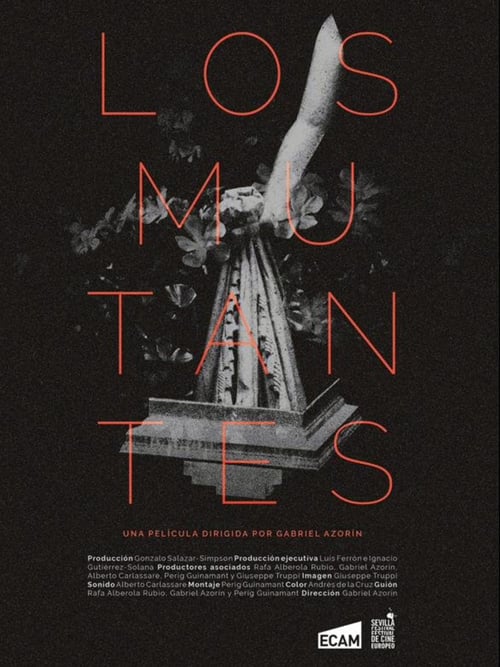 LOS
MU
TAN
TES
UNA PELÍCULA DIRIGIDA POR GABRIEL AZORÍN
Producción Gonzalo Salazar-Simpson Producción ejecutiva Luis Ferrón e Ignacio
Gutiérrez-Solana Productores asociados Rafa Alberola Rubio, Gabriel Azorín,
Alberto Carlassare, Perig Guinamant y Giuseppe Truppi Imagen Giuseppe Truppi
Sonido Alberto Carlassare Montaje Perig Guinamant Color Andrés de la Cruz Guión
Rafa Alberola Rubio, Gabriel Azorín y Perig Guinamant Dirección Gabriel Azorín
ECAM
SEVILLA
FESTIVAL
DE CINE
EUROPEO